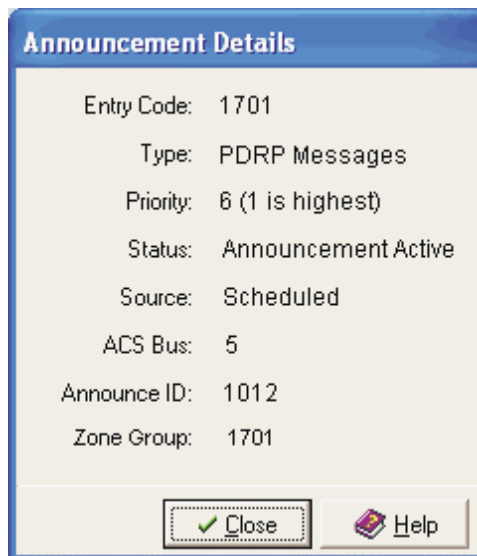 Announcement Details
Entry Code: 1701
Type: PDRP Messages
Priority: 6 (1 is highest)
Status: Announcement Active
Source: Scheduled
ACS Bus: 5
Announce ID: 1012
Zone Group: 1701
Close Help